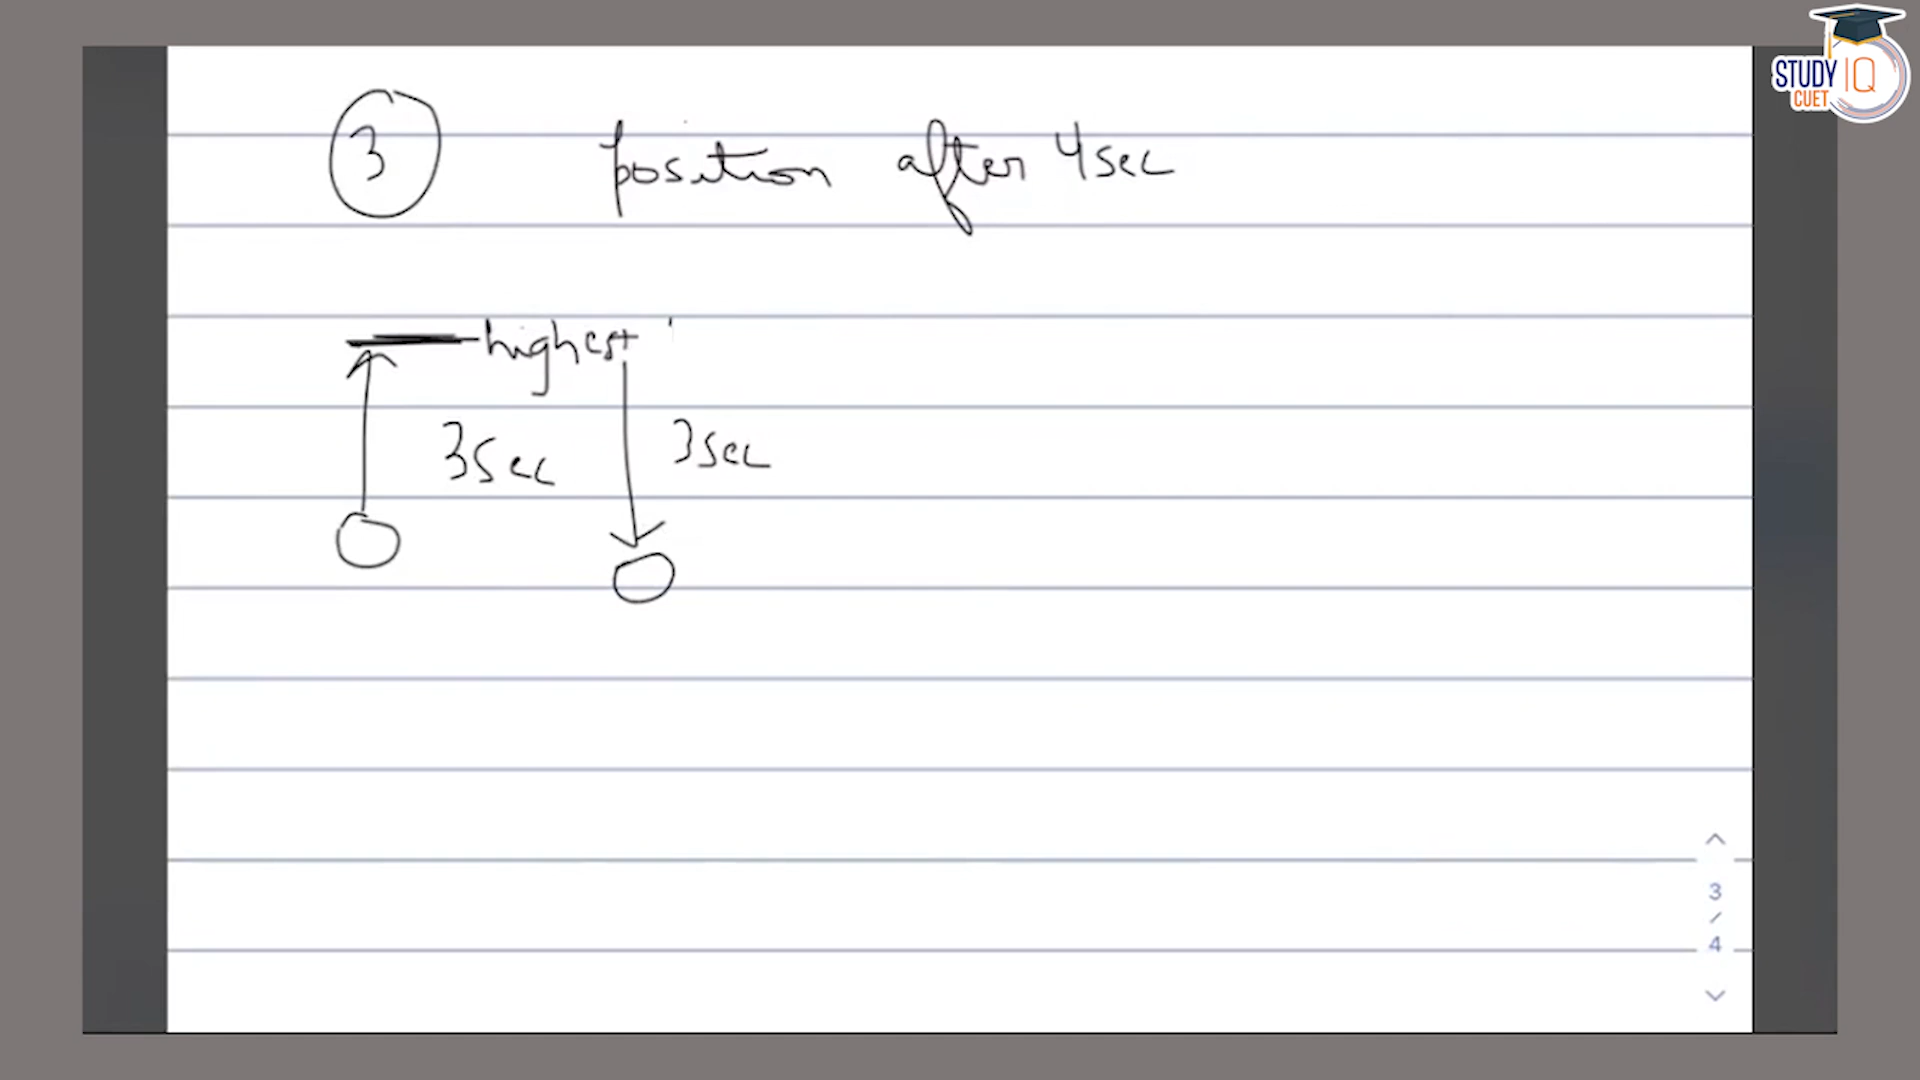 STUDY IQ
CUET
3 position after 4sec
highest
3sec 3sec
3
/
4